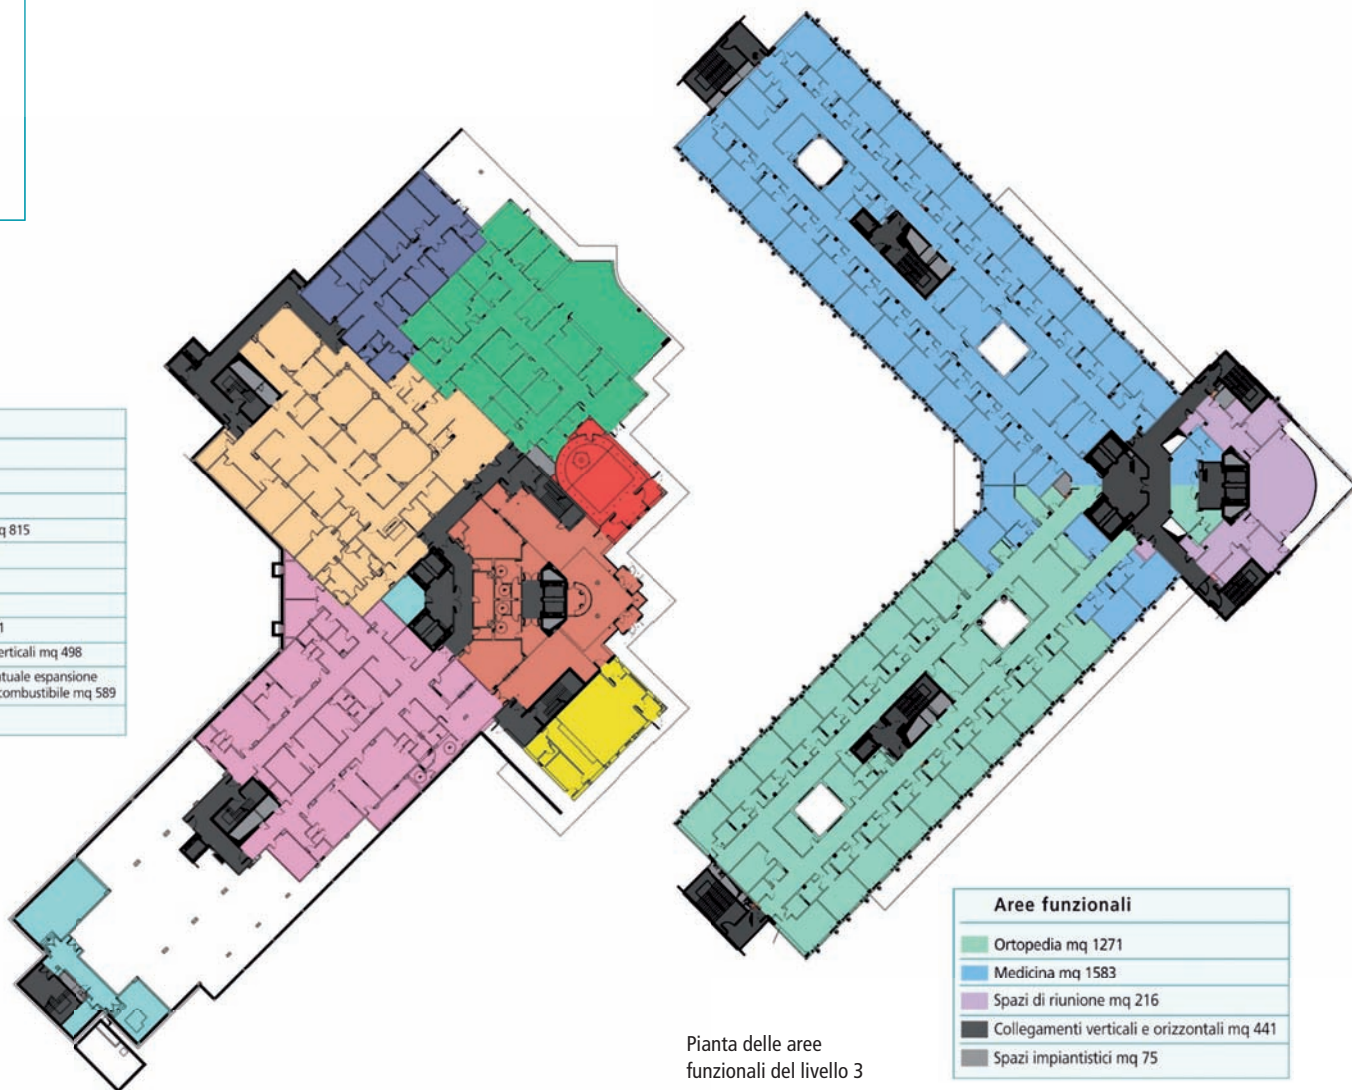 q 815
1
erticali mq 498
tuale espansione
combustibile mq 589
Aree funzionali
Ortopedia mq 1271
Medicina mq 1583
Spazi di riunione mq 216
Collegamenti verticali e orizzontali mq 441
Spazi impiantistici mq 75
Pianta delle aree
funzionali del livello 3